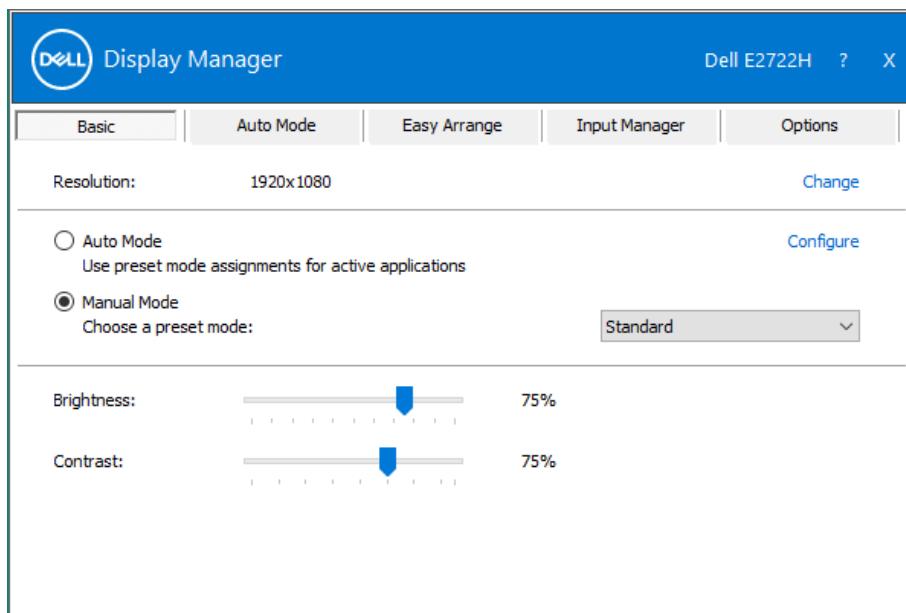 DELL Display Manager Dell E2722H ? X
Basic Auto Mode Easy Arrange Input Manager Options
Resolution: 1920x1080 Change
Auto Mode Configure
Use preset mode assignments for active applications
Manual Mode
Choose a preset mode: Standard
Brightness: 75%
Contrast: 75%